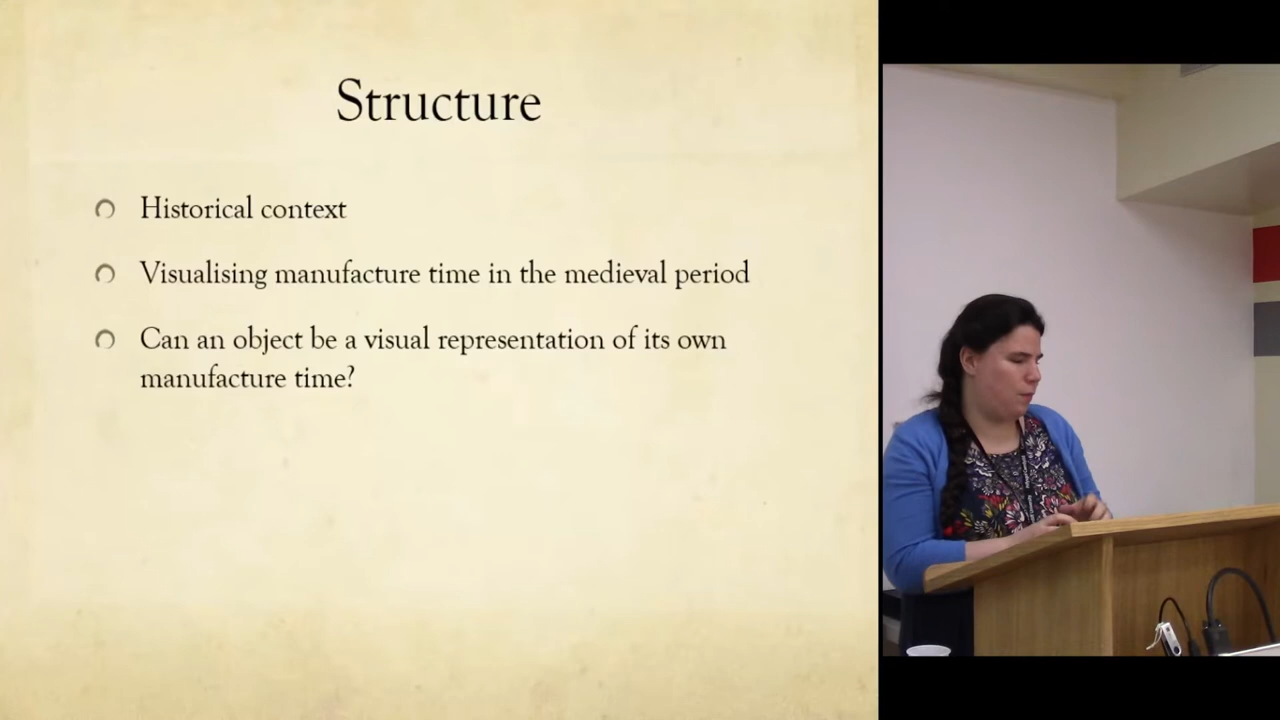 Structure
Historical context
Visualising manufacture time in the medieval period
Can an object be a visual representation of its own
manufacture time?